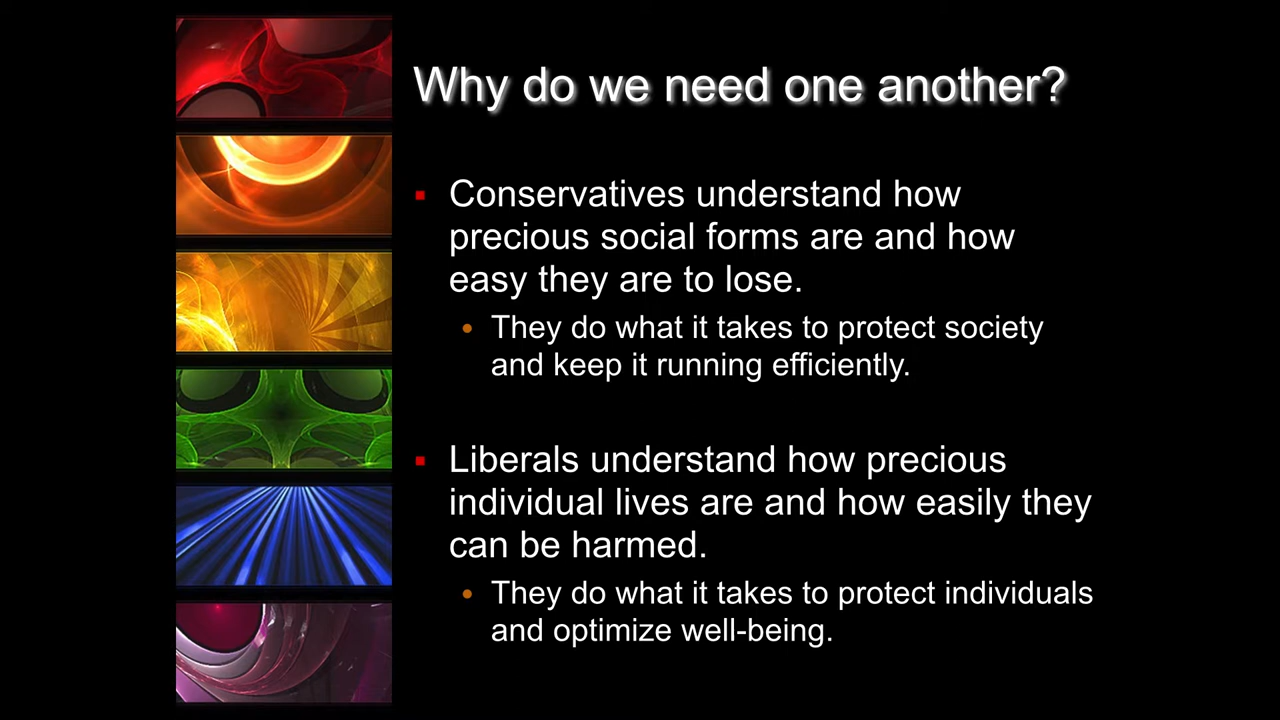 Why do we need one another?
Conservatives understand how
precious social forms are and how
easy they are to lose.
They do what it takes to protect society
and keep it running efficiently.
Liberals understand how precious
individual lives are and how easily they
can be harmed.
They do what it takes to protect individuals
and optimize well-being.